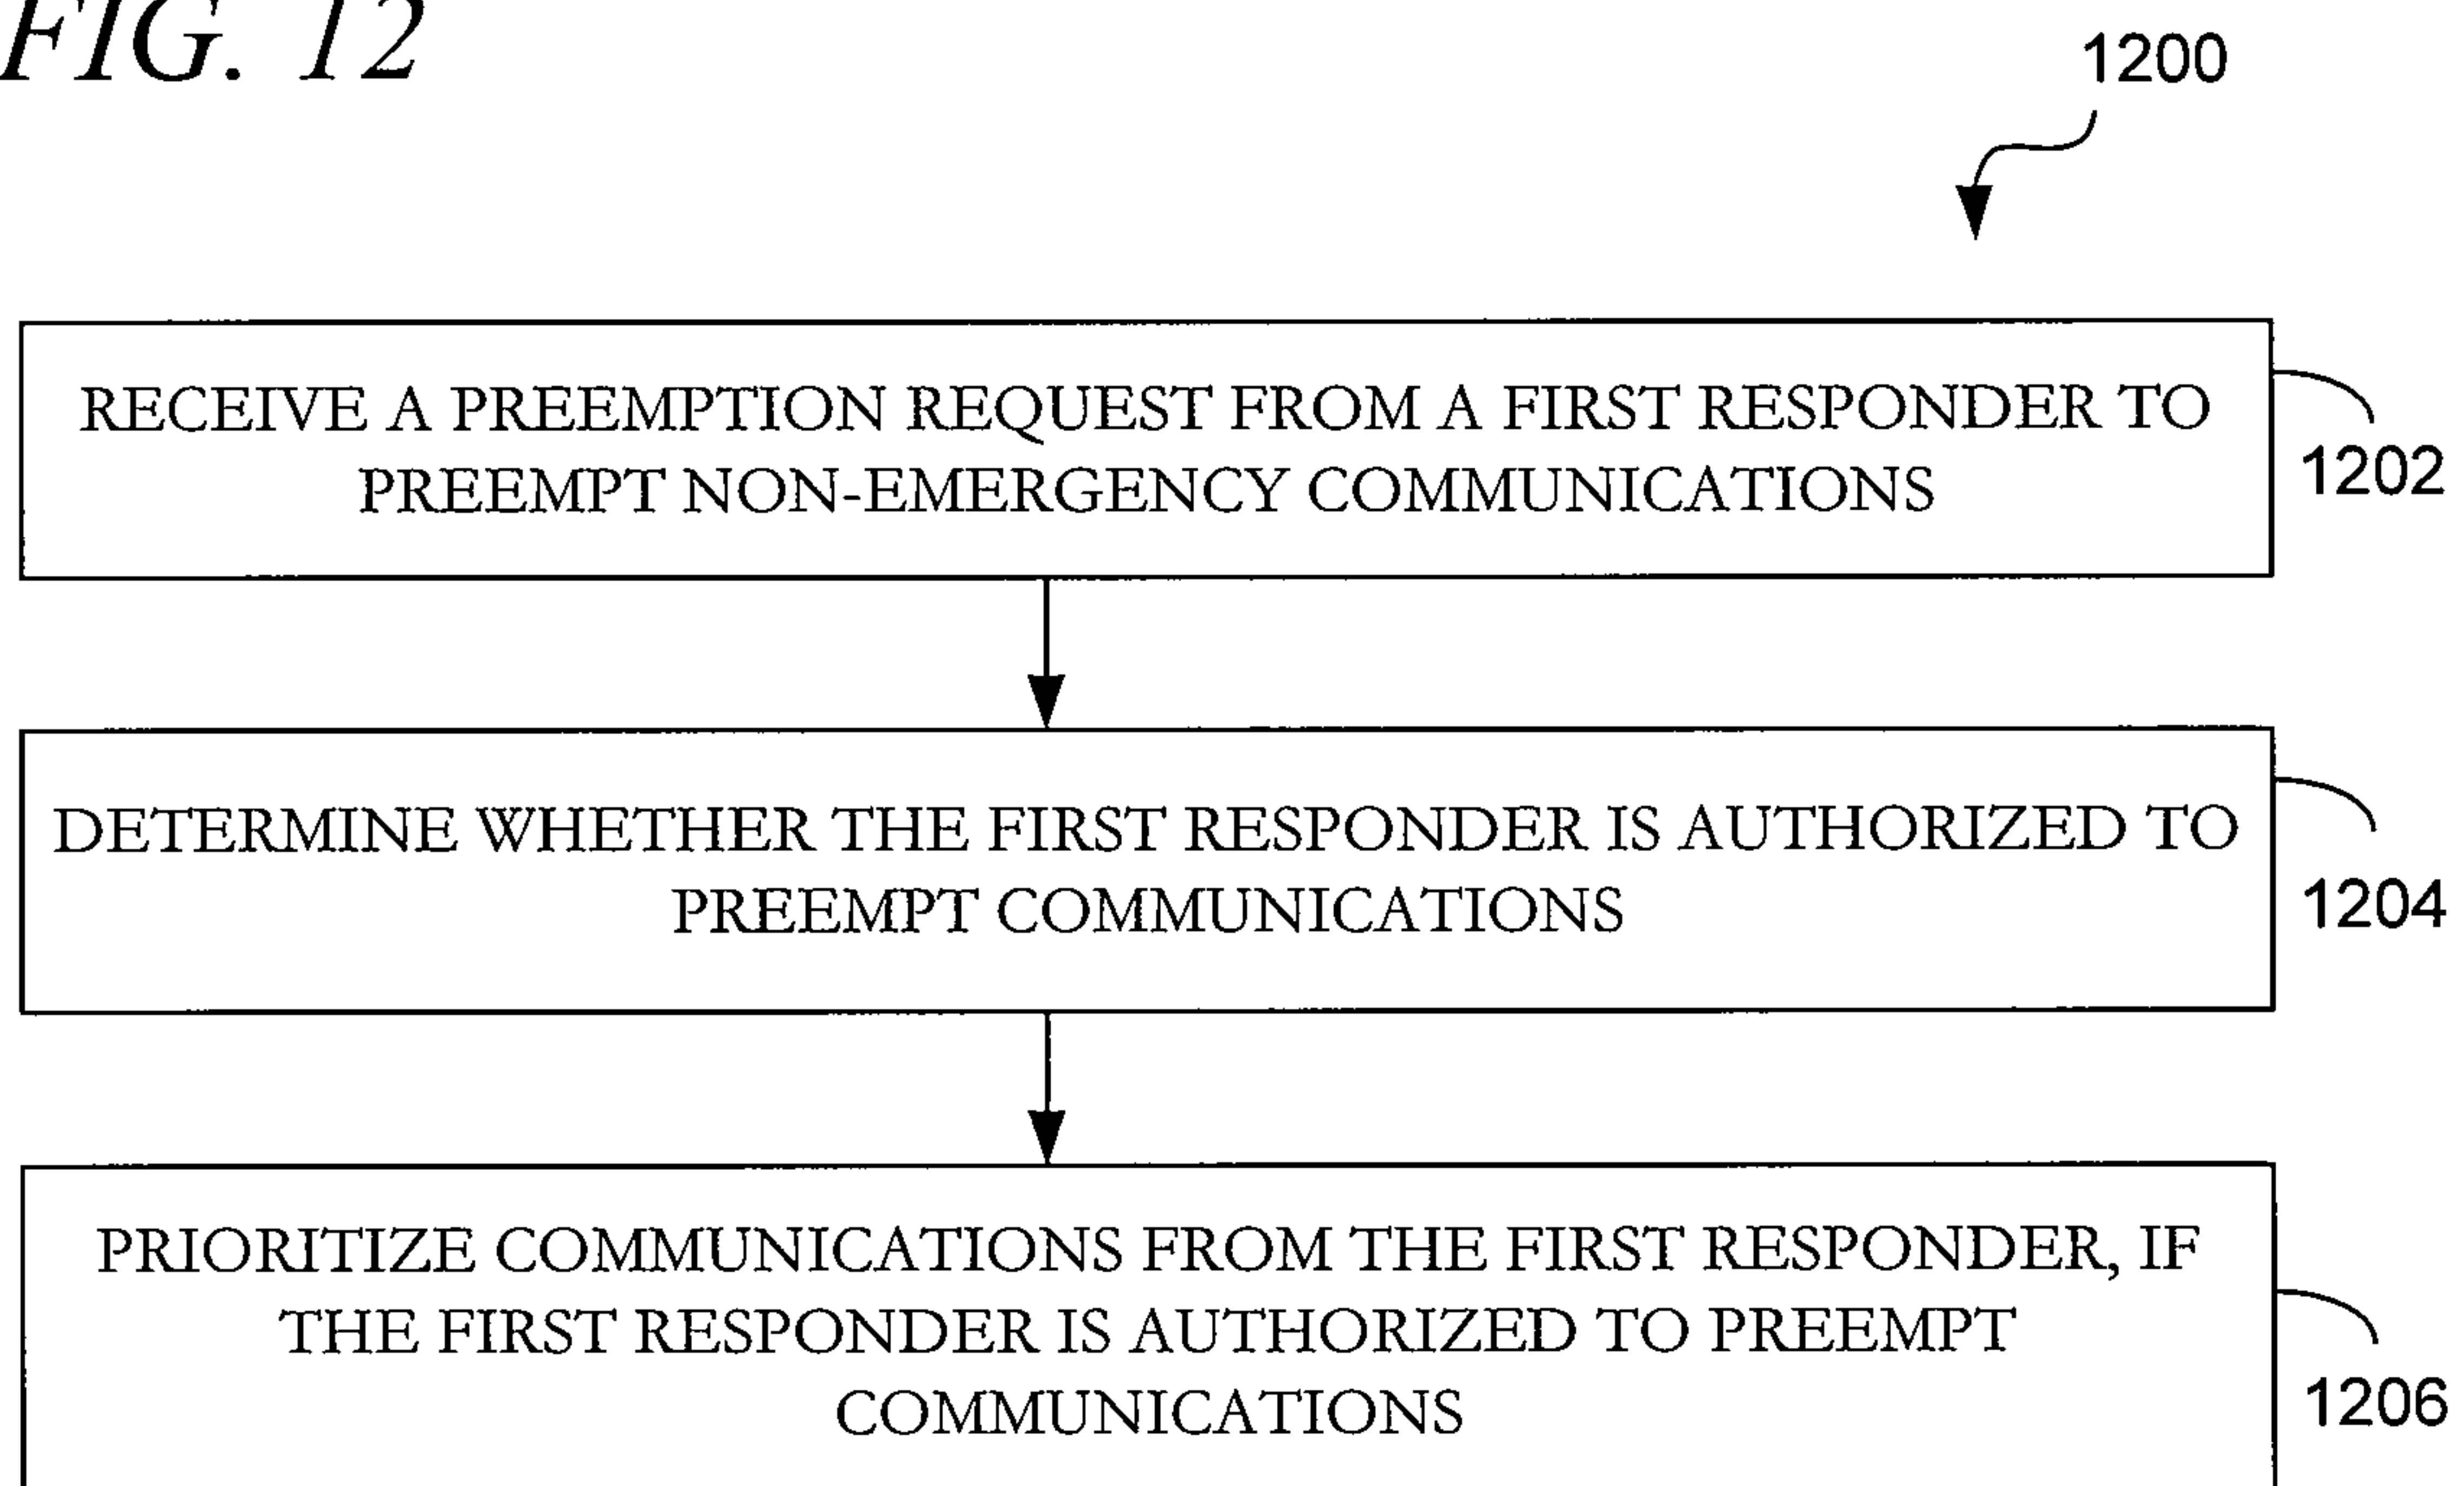 FIG. 12
1200
RECEIVE A PREEMPTION REQUEST FROM A FIRST RESPONDER TO
PREEMPT NON-EMERGENCY COMMUNICATIONS
1202
DETERMINE WHETHER THE FIRST RESPONDER IS AUTHORIZED TO
PREEMPT COMMUNICATIONS
1204
PRIORITIZE COMMUNICATIONS FROM THE FIRST RESPONDER, IF
THE FIRST RESPONDER IS AUTHORIZED TO PREEMPT
COMMUNICATIONS
1206